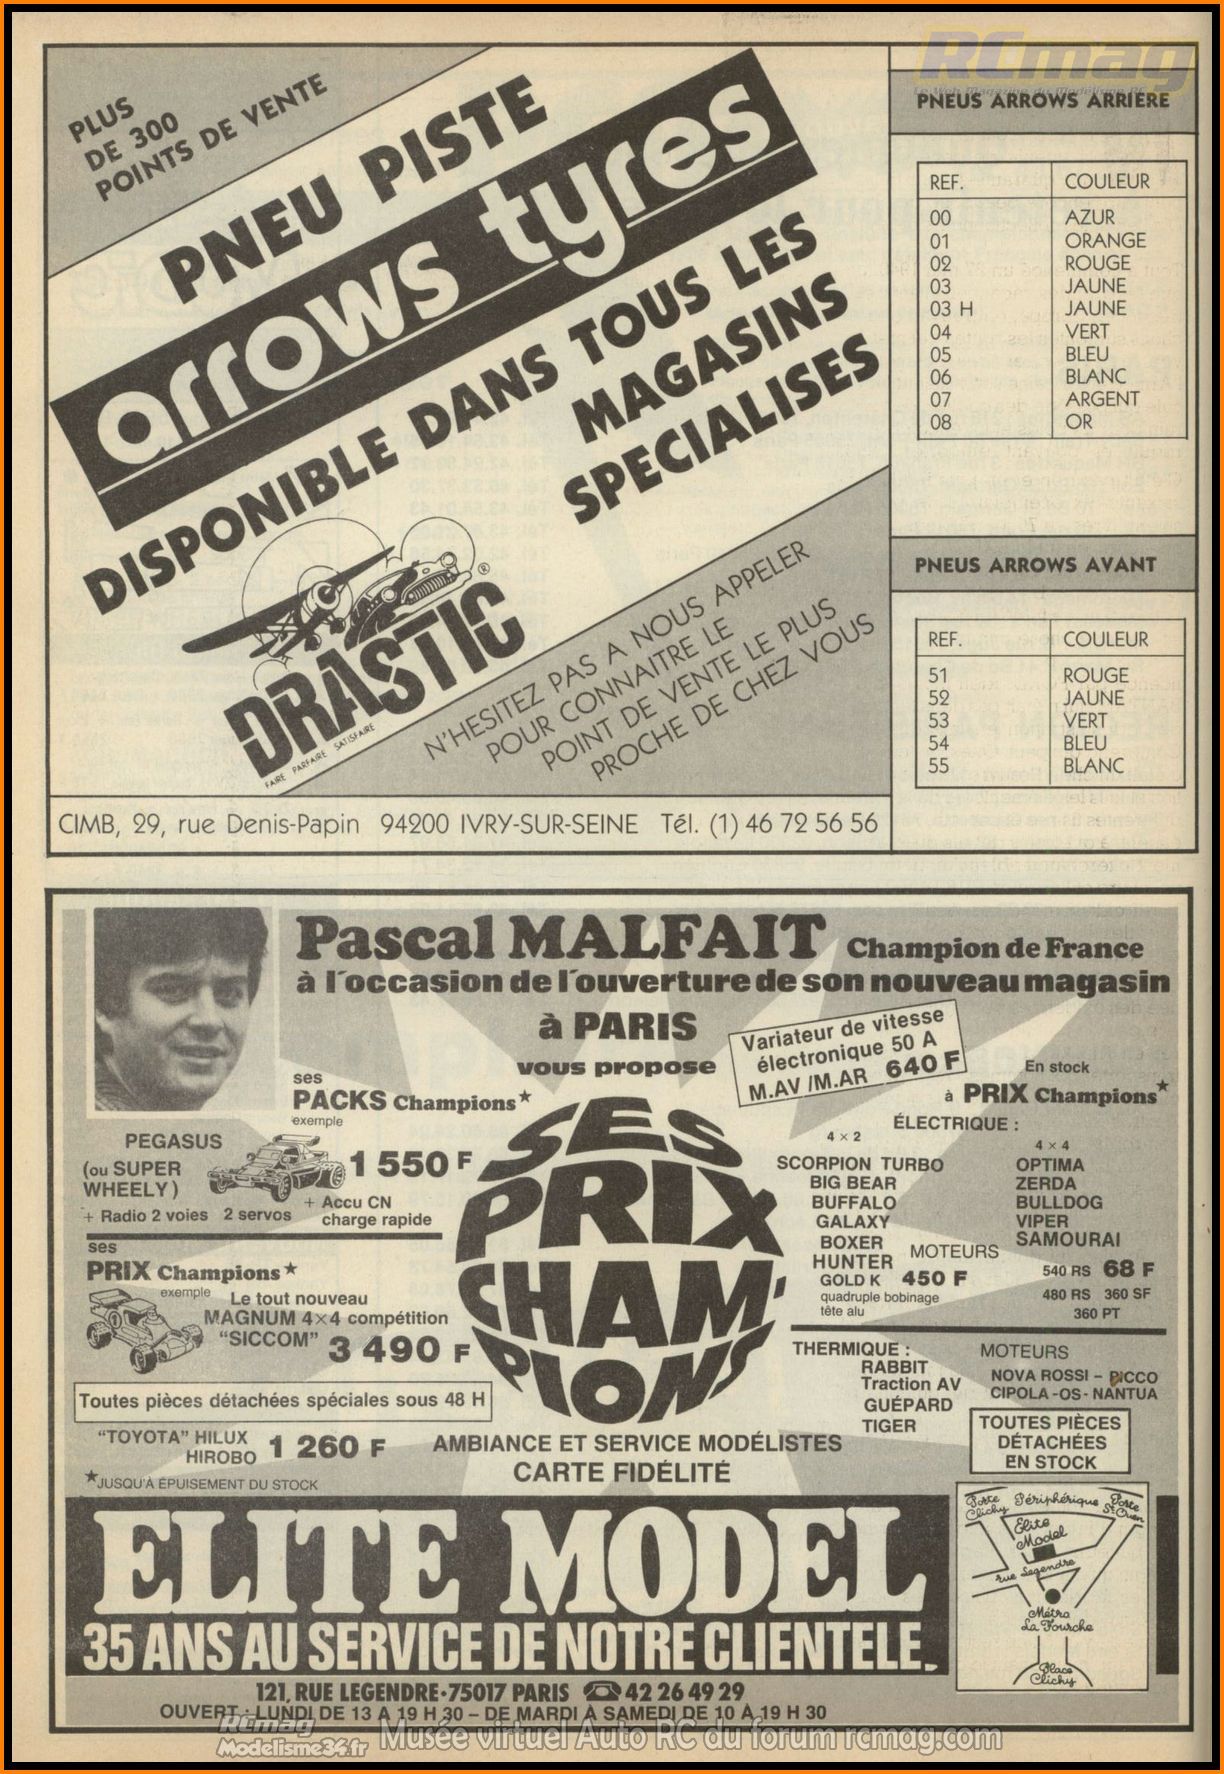 RCmag
Le Web Magazine du Modélisme RC
PLUS
DE 300
POINTS DE VENTE
PNEU PISTE
arrows tyres
DISPONIBLE DANS TOUS LES
MAGASINS
SPECIALISES
DRASTIC®
FAIRE PARFAIRE SATISFAIRE
N'HESITEZ PAS A NOUS APPELER
POUR CONNAITRE LE
POINT DE VENTE LE PLUS
PROCHE DE CHEZ VOUS
CIMB, 29, rue Denis-Papin 94200 IVRY-SUR-SEINE Tél. (1) 46 72 56 56
PNEUS ARROWS ARRIERE
REF. COULEUR
00 AZUR
01 ORANGE
02 ROUGE
03 JAUNE
03 H JAUNE
04 VERT
05 BLEU
06 BLANC
07 ARGENT
08 OR
PNEUS ARROWS AVANT
REF. COULEUR
51 ROUGE
52 JAUNE
53 VERT
54 BLEU
55 BLANC
Pascal MALFAIT Champion de France
à l'occasion de l'ouverture de son nouveau magasin
à PARIS
vous propose
Variateur de vitesse
électronique 50 A
M.AV /M.AR 640 F
ses
PACKS Champions★
exemple
PEGASUS
(ou SUPER
WHEELY)
1 550 F
+ Radio 2 voies 2 servos
+ Accu CN
charge rapide
ses
PRIX Champions★
exemple
Le tout nouveau
MAGNUM 4×4 compétition
"SICCOM" 3 490 F
Toutes pièces détachées spéciales sous 48 H
"TOYOTA" HILUX
HIROBO 1 260 F
★JUSQU'À ÉPUISEMENT DU STOCK
SES
PRIX
CHAM-
PIONS
En stock
à PRIX Champions★
ÉLECTRIQUE :
4 × 2
SCORPION TURBO
BIG BEAR
BUFFALO
GALAXY
BOXER
HUNTER
4 × 4
OPTIMA
ZERDA
BULLDOG
VIPER
SAMOURAI
MOTEURS
GOLD K 450 F
quadruple bobinage
tête alu
540 RS 68 F
480 RS 360 SF
360 PT
THERMIQUE :
RABBIT
Traction AV
GUÉPARD
TIGER
MOTEURS
NOVA ROSSI – PICCO
CIPOLA -OS- NANTUA
TOUTES PIÈCES
DÉTACHÉES
EN STOCK
AMBIANCE ET SERVICE MODÉLISTES
CARTE FIDÉLITÉ
ELITE MODEL
35 ANS AU SERVICE DE NOTRE CLIENTELE.
121, RUE LEGENDRE·75017 PARIS ☎ 42 26 49 29
OUVERT : LUNDI DE 13 A 19 H 30 – DE MARDI À SAMEDI DE 10 À 19 H 30
Porte
Clichy
Périphérique
Porte
St Ouen
Elite
Model
rue Legendre
Métro
La Fourche
Place
Clichy
RCmag
Modelisme34.fr
Musée virtuel Auto RC du forum rcmag.com